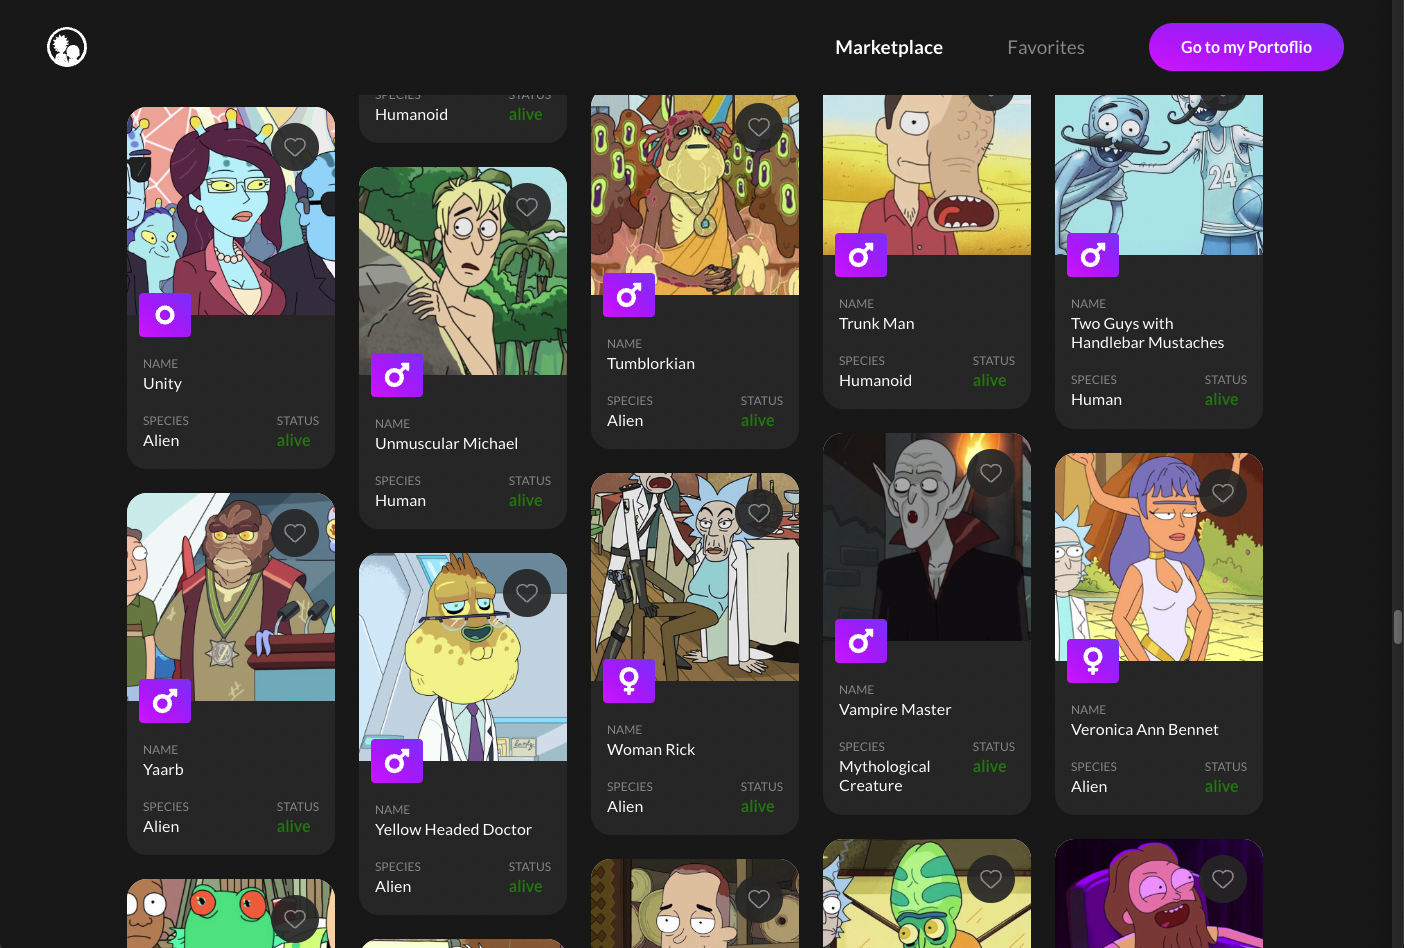 Marketplace
Favorites
Go to my Portoflio
NAME
Unity
SPECIES
Alien
STATUS
alive
NAME
Yaarb
SPECIES
Alien
STATUS
alive
SPECIES
Humanoid
STATUS
alive
NAME
Unmuscular Michael
SPECIES
Human
STATUS
alive
NAME
Yellow Headed Doctor
SPECIES
Alien
STATUS
alive
NAME
Tumblorkian
SPECIES
Alien
STATUS
alive
NAME
Woman Rick
SPECIES
Alien
STATUS
alive
NAME
Trunk Man
SPECIES
Humanoid
STATUS
alive
NAME
Vampire Master
SPECIES
Mythological
Creature
STATUS
alive
24
NAME
Two Guys with
Handlebar Mustaches
SPECIES
Human
STATUS
alive
NAME
Veronica Ann Bennet
SPECIES
Alien
STATUS
alive